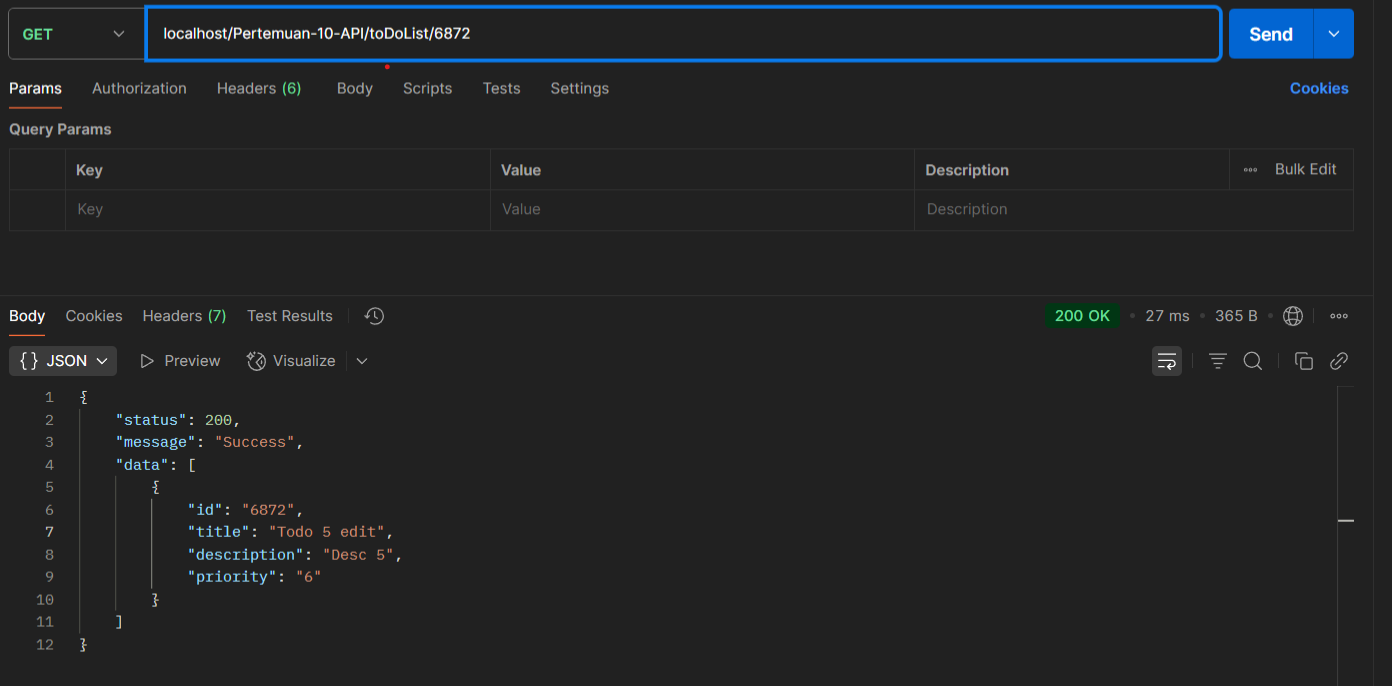 GET localhost/Pertemuan-10-API/toDoList/6872 Send
Params Authorization Headers (6) Body Scripts Tests Settings Cookies
Query Params
Key Value Description Bulk Edit
Key Value Description
Body Cookies Headers (7) Test Results 200 OK 27 ms 365 B
{} JSON Preview Visualize
1 {
2 "status": 200,
3 "message": "Success",
4 "data": [
5 {
6 "id": "6872",
7 "title": "Todo 5 edit",
8 "description": "Desc 5",
9 "priority": "6"
10 }
11 ]
12 }